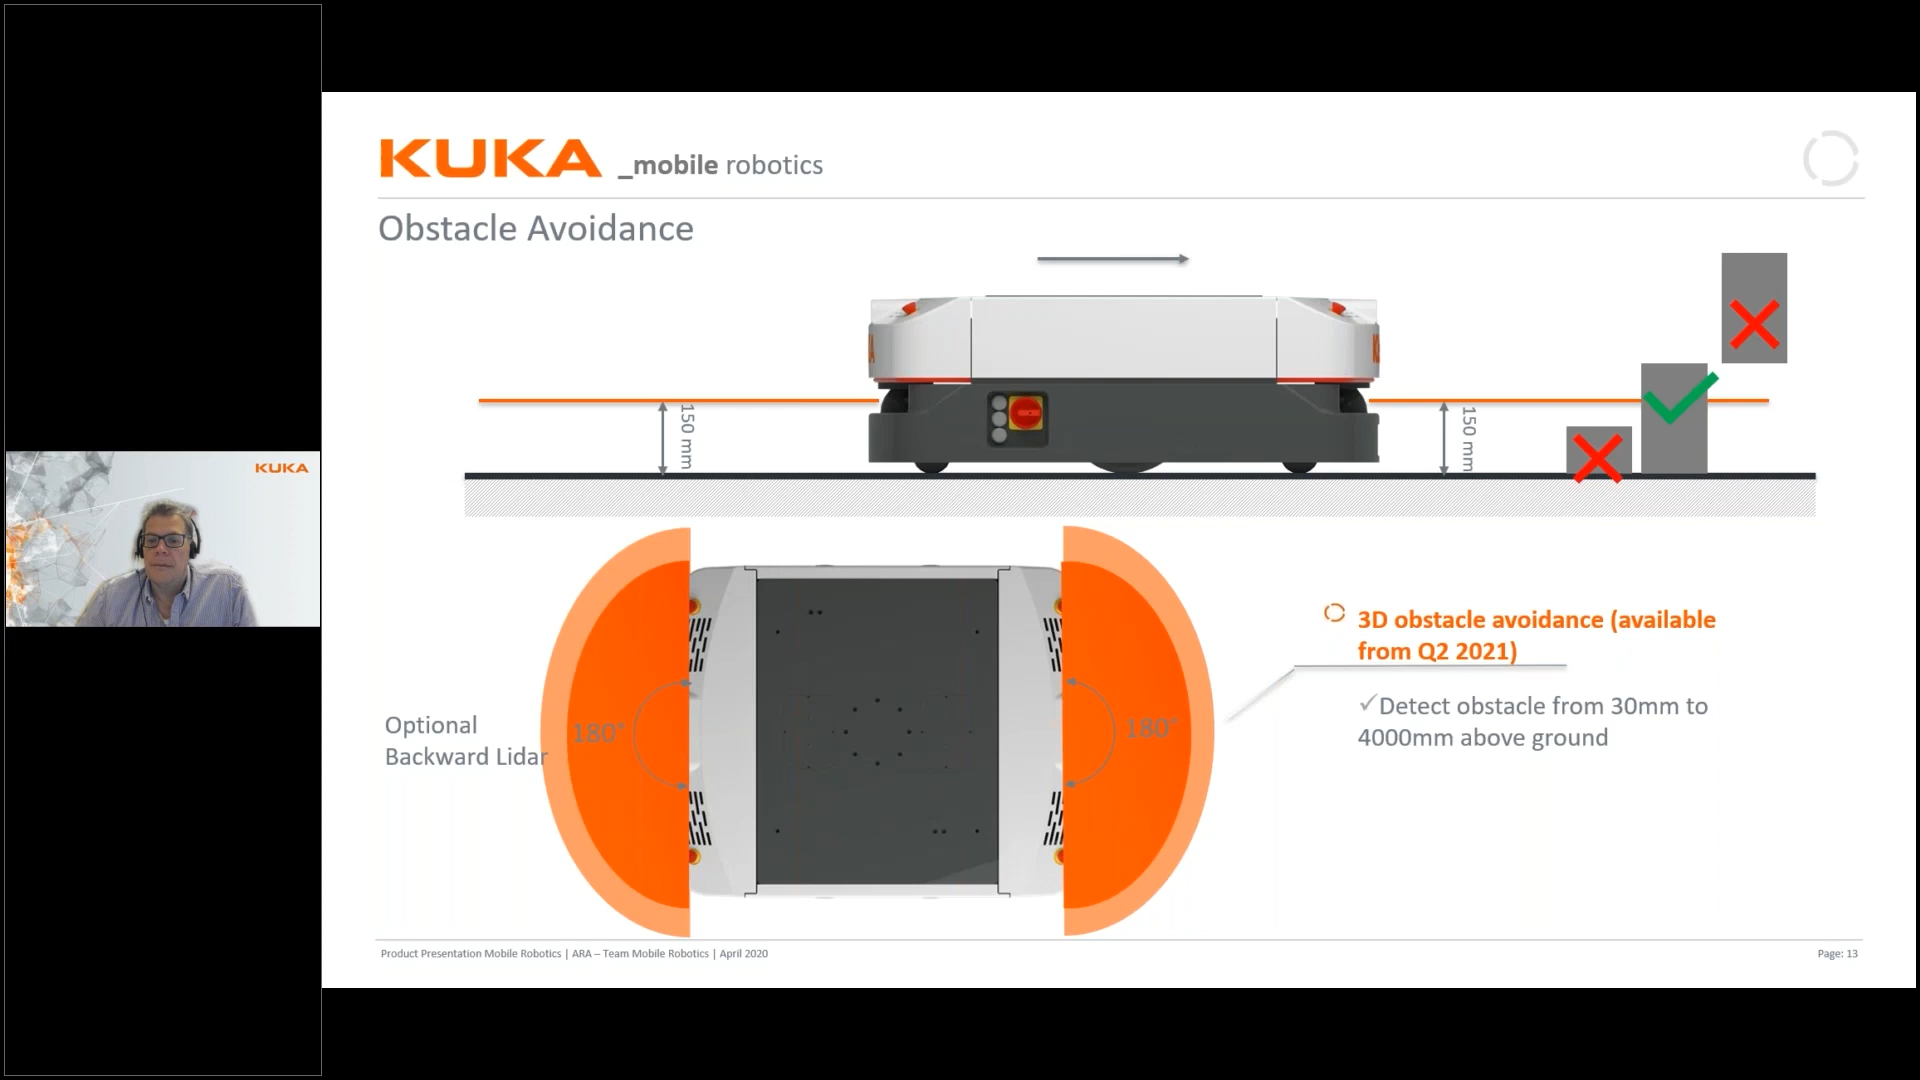 KUKA
KUKA _mobile robotics
Obstacle Avoidance
150 mm
150 mm
3D obstacle avoidance (available
from Q2 2021)
✓Detect obstacle from 30mm to
4000mm above ground
Optional
Backward Lidar
180°
180°
Product Presentation Mobile Robotics | ARA – Team Mobile Robotics | April 2020
Page: 13